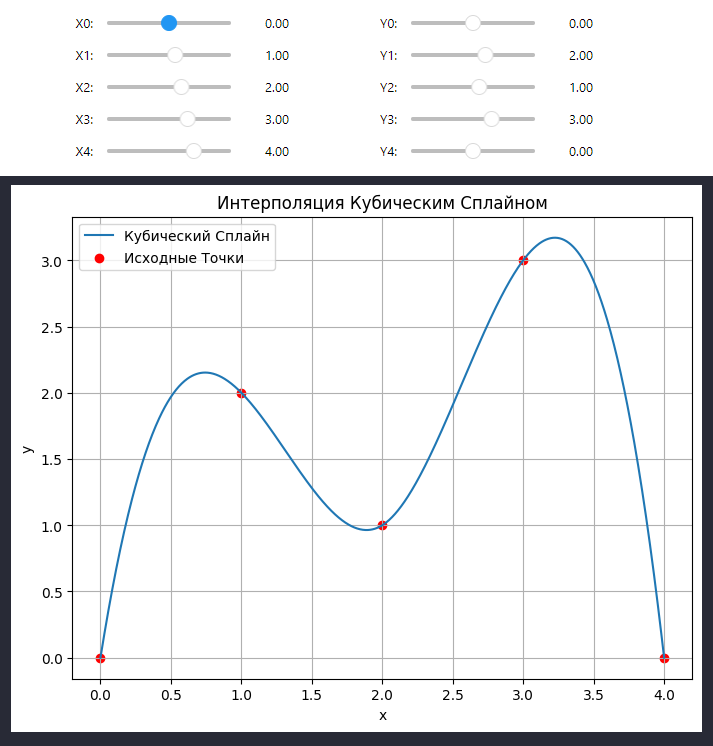 X0: 0.00 Y0: 0.00
X1: 1.00 Y1: 2.00
X2: 2.00 Y2: 1.00
X3: 3.00 Y3: 3.00
X4: 4.00 Y4: 0.00
Интерполяция Кубическим Сплайном
Кубический Сплайн
Исходные Точки
3.0
2.5
2.0
1.5
1.0
0.5
0.0
y
0.0 0.5 1.0 1.5 2.0 2.5 3.0 3.5 4.0
x